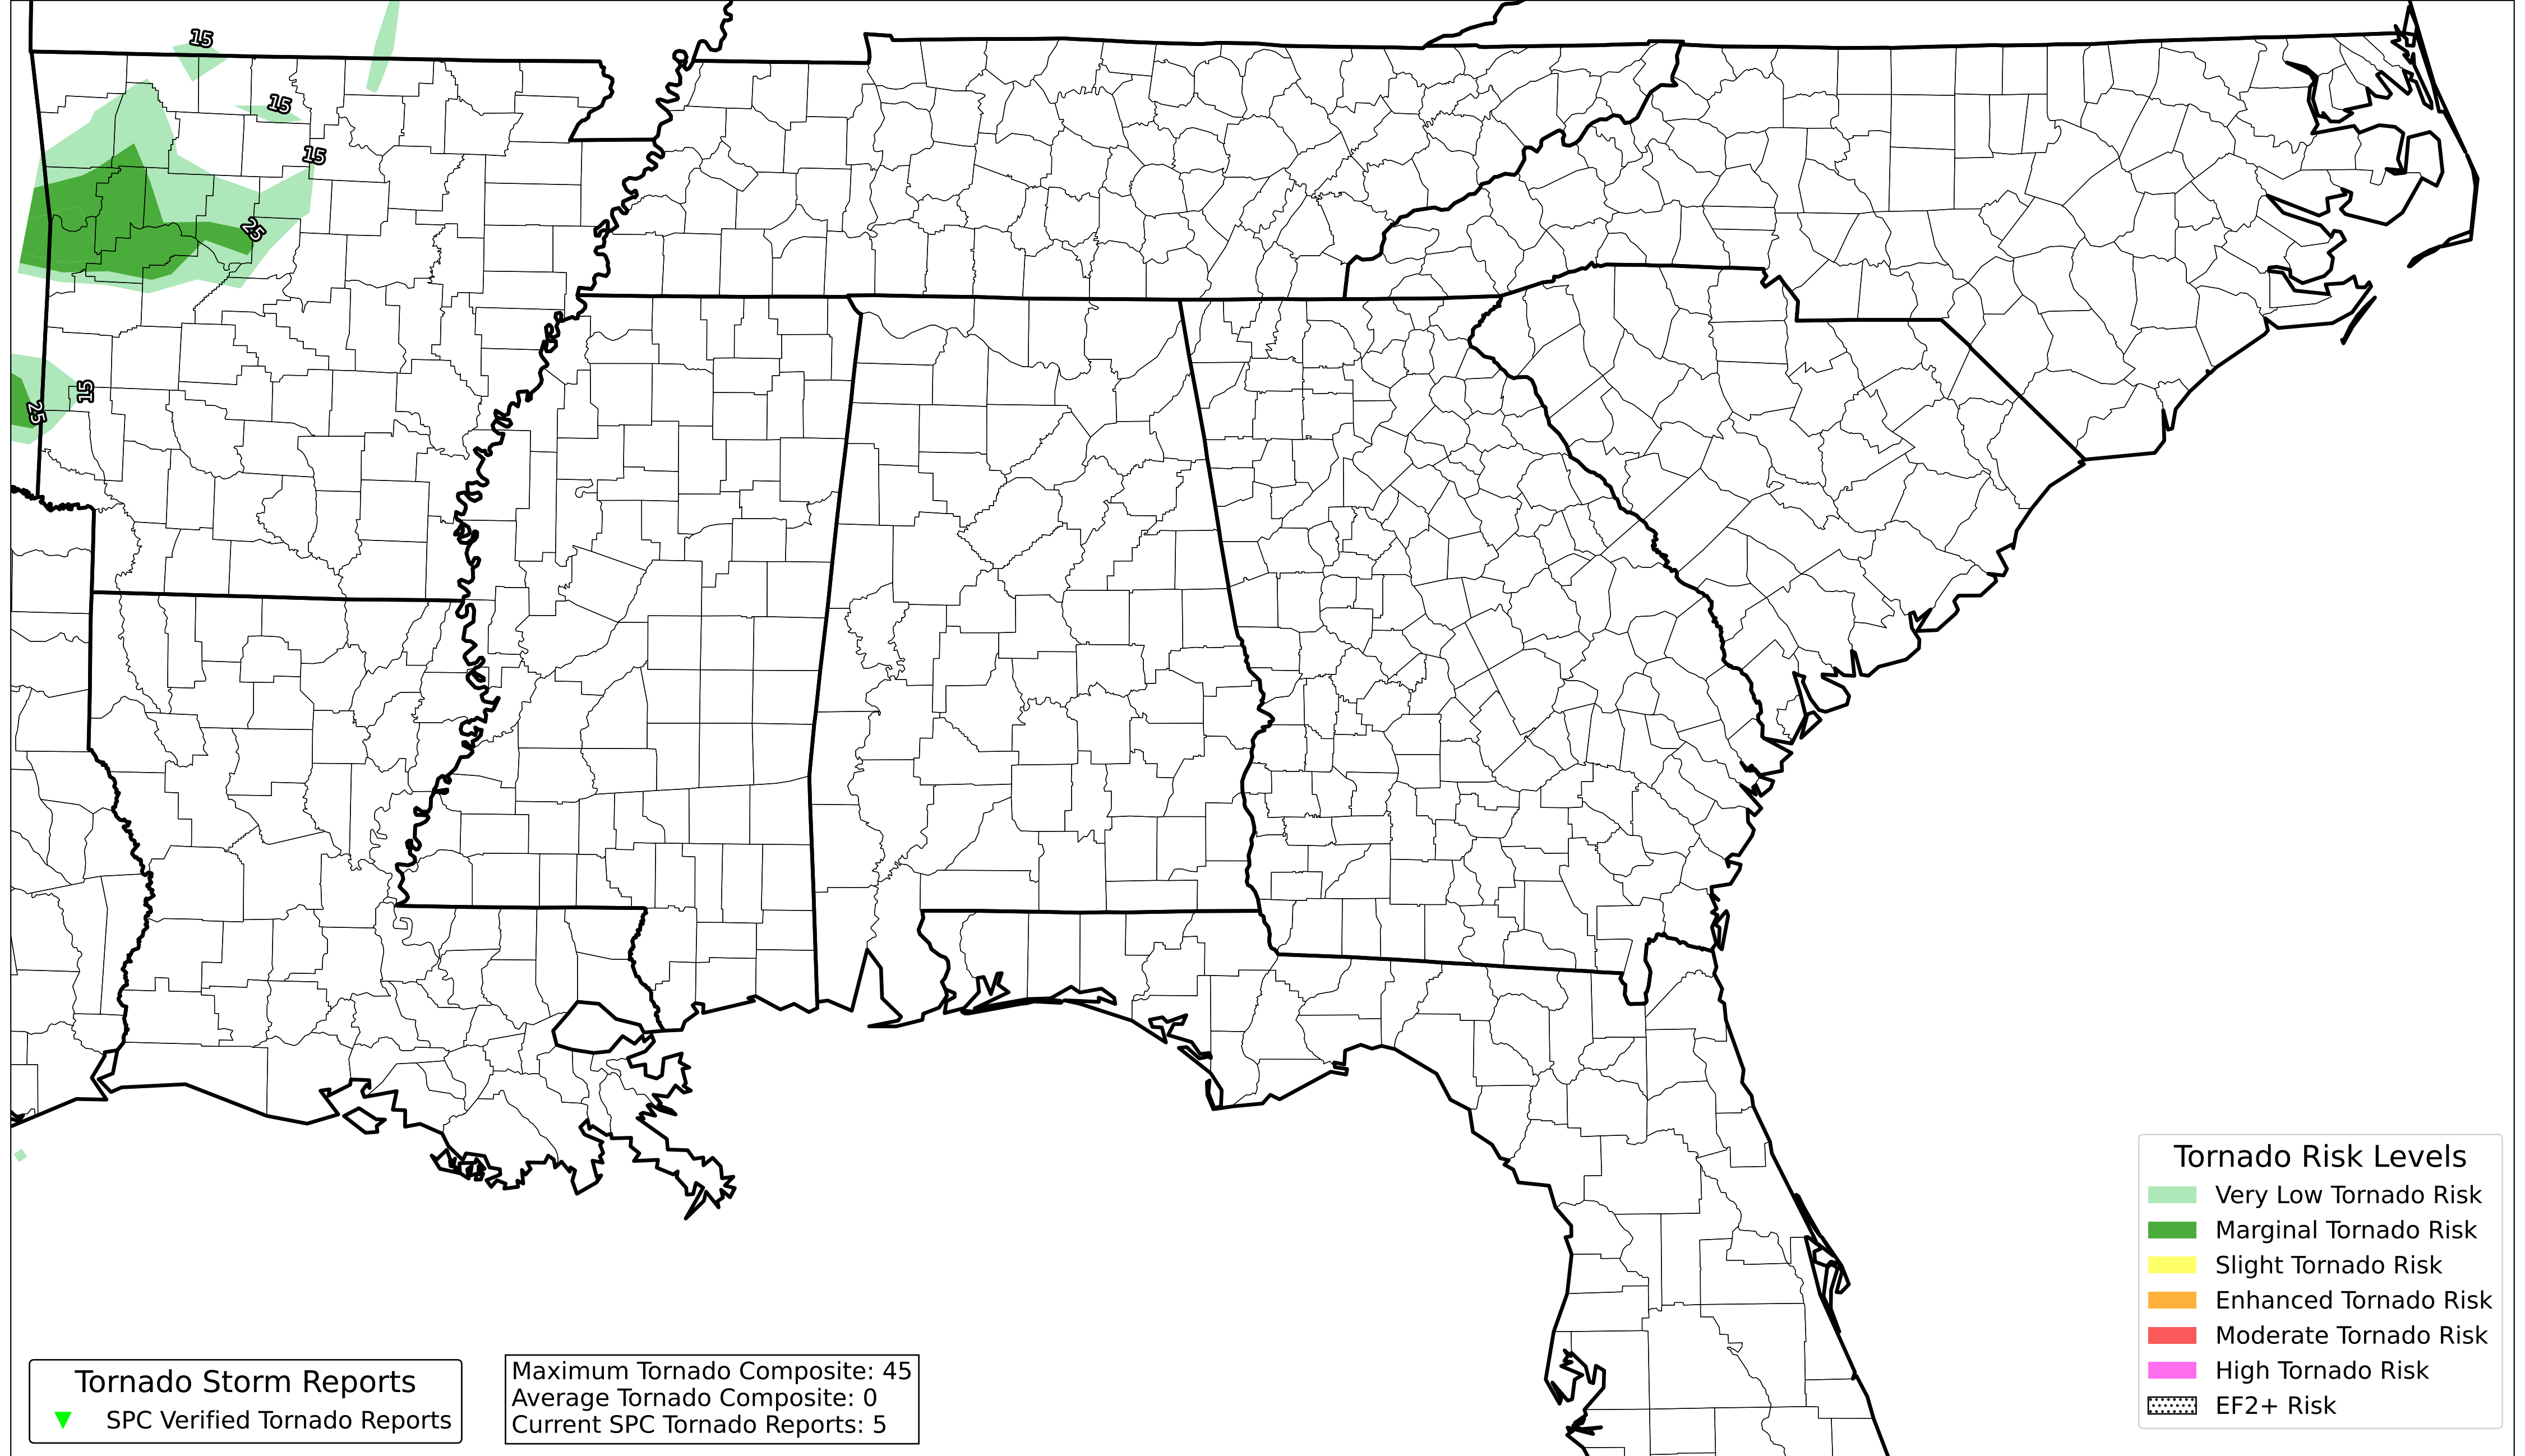 15
15
15
25
15
25
Tornado Risk Levels
Very Low Tornado Risk
Marginal Tornado Risk
Slight Tornado Risk
Enhanced Tornado Risk
Moderate Tornado Risk
High Tornado Risk
EF2+ Risk
Tornado Storm Reports
SPC Verified Tornado Reports
Maximum Tornado Composite: 45
Average Tornado Composite: 0
Current SPC Tornado Reports: 5